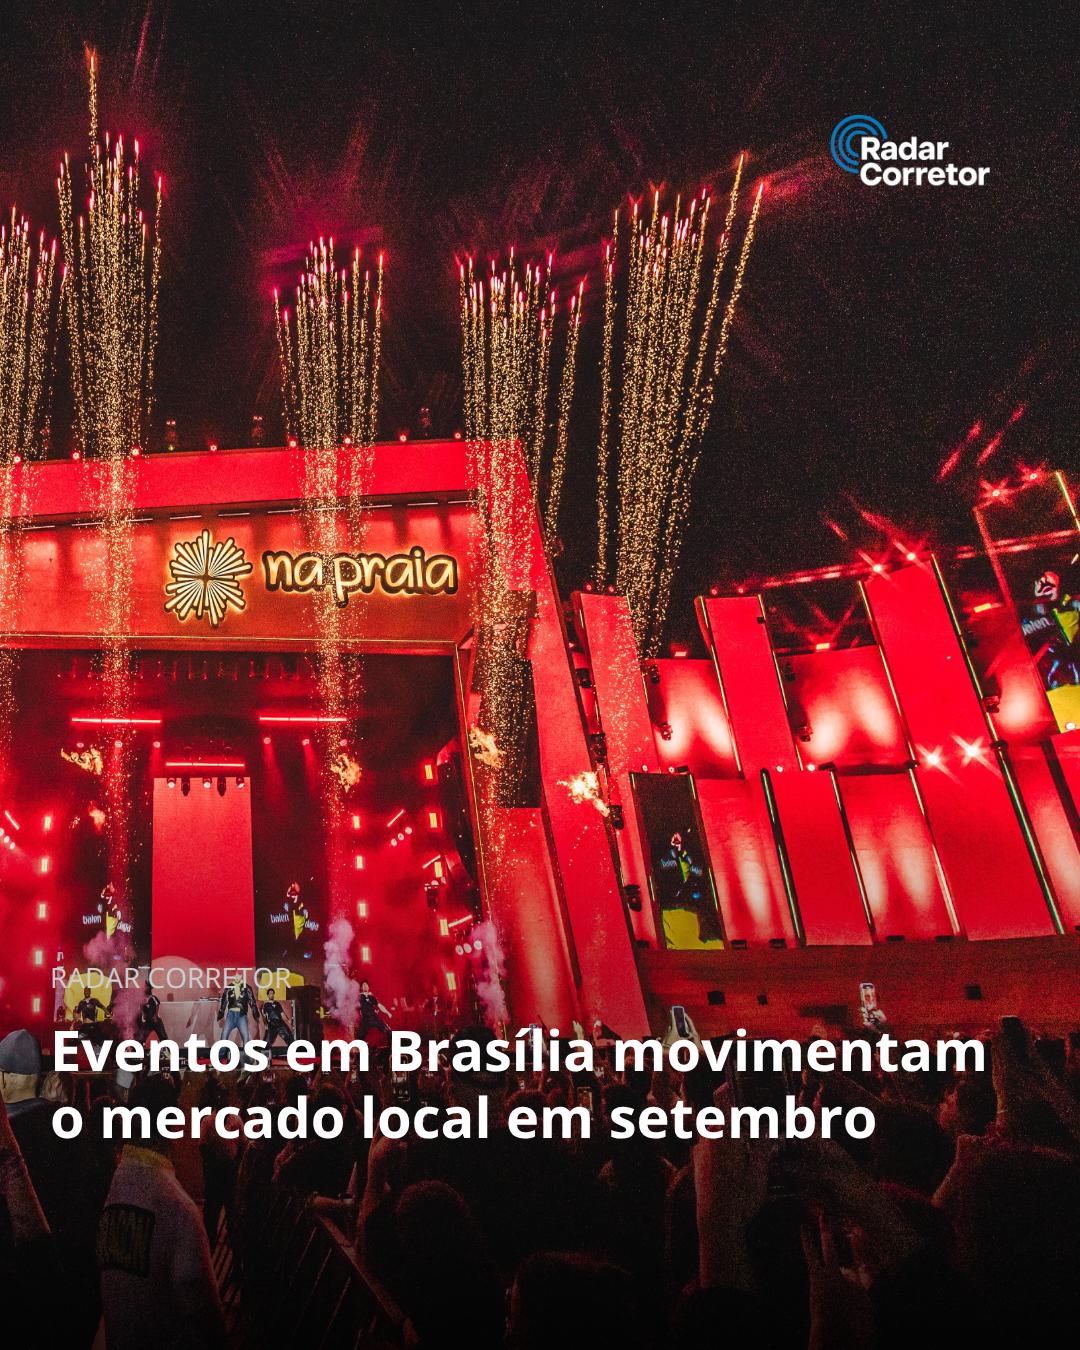 Radar
Corretor
na praia
RADAR CORRETOR
Eventos em Brasília movimentam
o mercado local em setembro